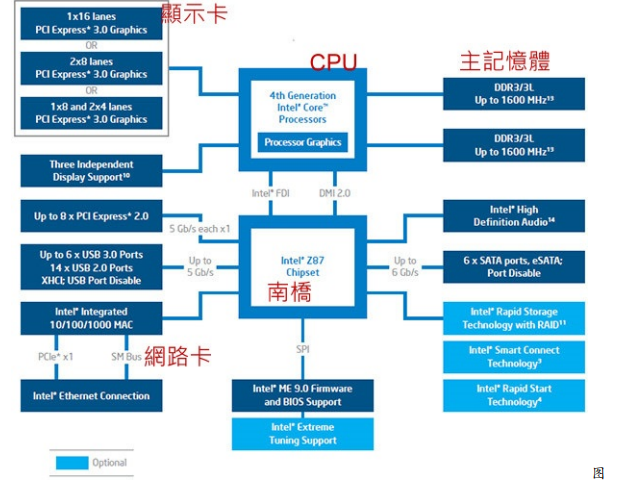 顯示卡
1x16 lanes
PCI Express* 3.0 Graphics
OR
2x8 lanes
PCI Express* 3.0 Graphics
OR
1x8 and 2x4 lanes
PCI Express* 3.0 Graphics
CPU
4th Generation
Intel® Core™
Processors
Processor Graphics
主記憶體
DDR3/3L
Up to 1600 MHz¹³
DDR3/3L
Up to 1600 MHz¹³
Three Independent
Display Support¹⁰
Intel® FDI
DMI 2.0
Up to 8 x PCI Express* 2.0
5 Gb/s each x1
Intel® High
Definition Audio¹⁴
Up to 6 x USB 3.0 Ports
14 x USB 2.0 Ports
XHCI; USB Port Disable
Up to
5 Gb/s
Intel® Z87
Chipset
南橋
Up to
6 Gb/s
6 x SATA ports, eSATA;
Port Disable
Intel® Integrated
10/100/1000 MAC
Intel® Rapid Storage
Technology with RAID¹¹
PCIe* x1
SM Bus
網路卡
SPI
Intel® Smart Connect
Technology³
Intel® Ethernet Connection
Intel® ME 9.0 Firmware
and BIOS Support
Intel® Rapid Start
Technology⁴
Intel® Extreme
Tuning Support
Optional
图